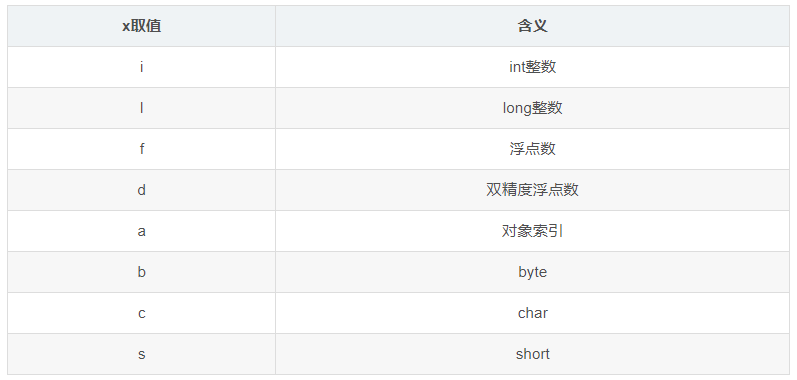 x取值 含义
i int整数
l long整数
f 浮点数
d 双精度浮点数
a 对象索引
b byte
c char
s short